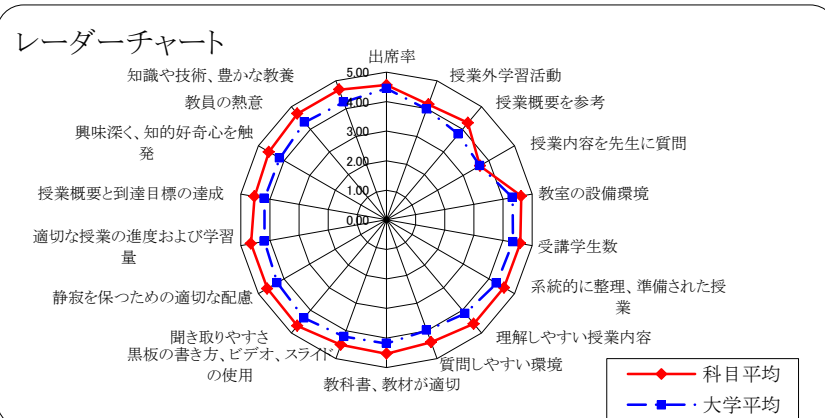 レーダーチャート
出席率
授業外学習活動
授業概要を参考
授業内容を先生に質問
教室の設備環境
受講学生数
系統的に整理、準備された授
業
理解しやすい授業内容
質問しやすい環境
教科書、教材が適切
黒板の書き方、ビデオ、スライド
の使用
聞き取りやすさ
静寂を保つための適切な配慮
適切な授業の進度および学習
量
授業概要と到達目標の達成
興味深く、知的好奇心を触
発
教員の熱意
知識や技術、豊かな教養
5.00
4.00
3.00
2.00
1.00
0.00
科目平均
大学平均